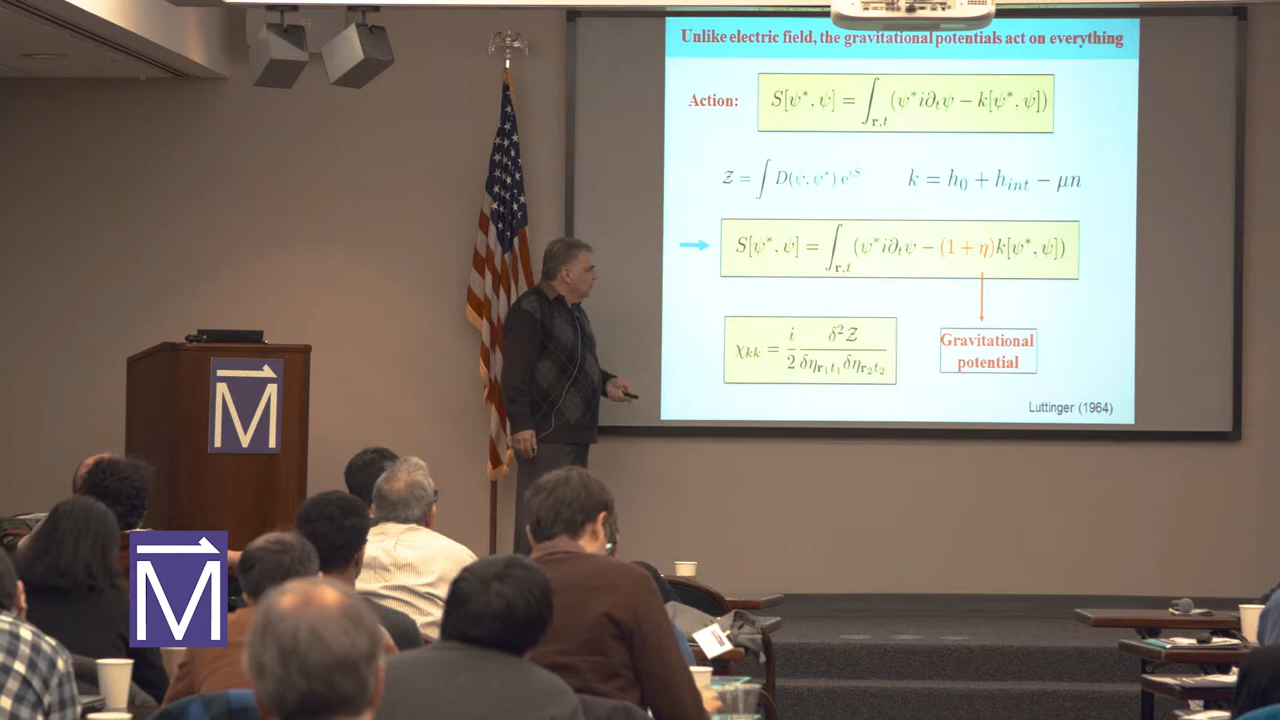 Unlike electric field, the gravitational potentials act on everything
Action: S[ψ*, ψ] = ∫_{r,t} (ψ* i∂_t ψ − k[ψ*, ψ])
Z = ∫ D(ψ, ψ*) e^{iS} k = h_0 + h_{int} − μn
S[ψ*, ψ] = ∫_{r,t} (ψ* i∂_t ψ − (1 + η)k[ψ*, ψ])
χ_{kk} = i/2 δ²Z/δη_{r_1t_1}δη_{r_2t_2}
Gravitational
potential
Luttinger (1964)
M
M